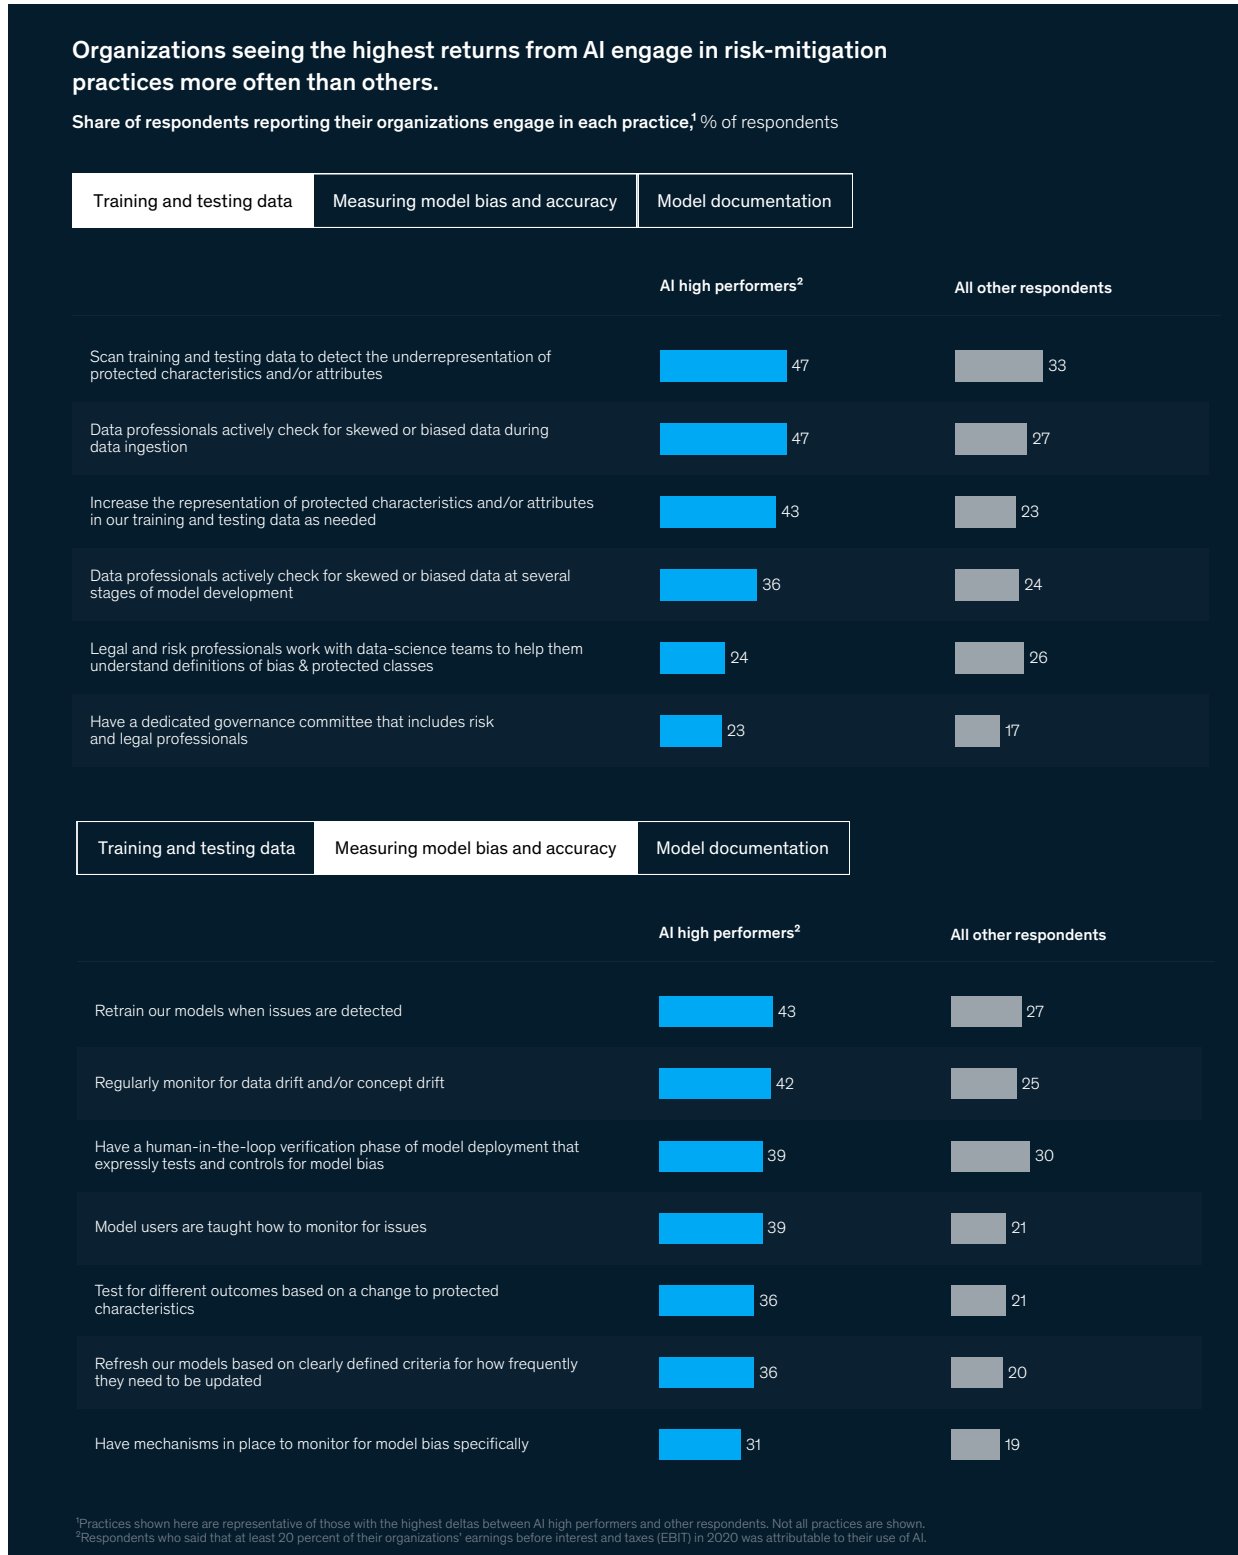 Organizations seeing the highest returns from AI engage in risk-mitigation
practices more often than others.
Share of respondents reporting their organizations engage in each practice,¹ % of respondents
Training and testing data
Measuring model bias and accuracy
Model documentation
AI high performers²
All other respondents
Scan training and testing data to detect the underrepresentation of
protected characteristics and/or attributes
47
33
Data professionals actively check for skewed or biased data during
data ingestion
47
27
Increase the representation of protected characteristics and/or attributes
in our training and testing data as needed
43
23
Data professionals actively check for skewed or biased data at several
stages of model development
36
24
Legal and risk professionals work with data-science teams to help them
understand definitions of bias & protected classes
24
26
Have a dedicated governance committee that includes risk
and legal professionals
23
17
Training and testing data
Measuring model bias and accuracy
Model documentation
AI high performers²
All other respondents
Retrain our models when issues are detected
43
27
Regularly monitor for data drift and/or concept drift
42
25
Have a human-in-the-loop verification phase of model deployment that
expressly tests and controls for model bias
39
30
Model users are taught how to monitor for issues
39
21
Test for different outcomes based on a change to protected
characteristics
36
21
Refresh our models based on clearly defined criteria for how frequently
they need to be updated
36
20
Have mechanisms in place to monitor for model bias specifically
31
19
¹Practices shown here are representative of those with the highest deltas between AI high performers and other respondents. Not all practices are shown.
²Respondents who said that at least 20 percent of their organizations' earnings before interest and taxes (EBIT) in 2020 was attributable to their use of AI.